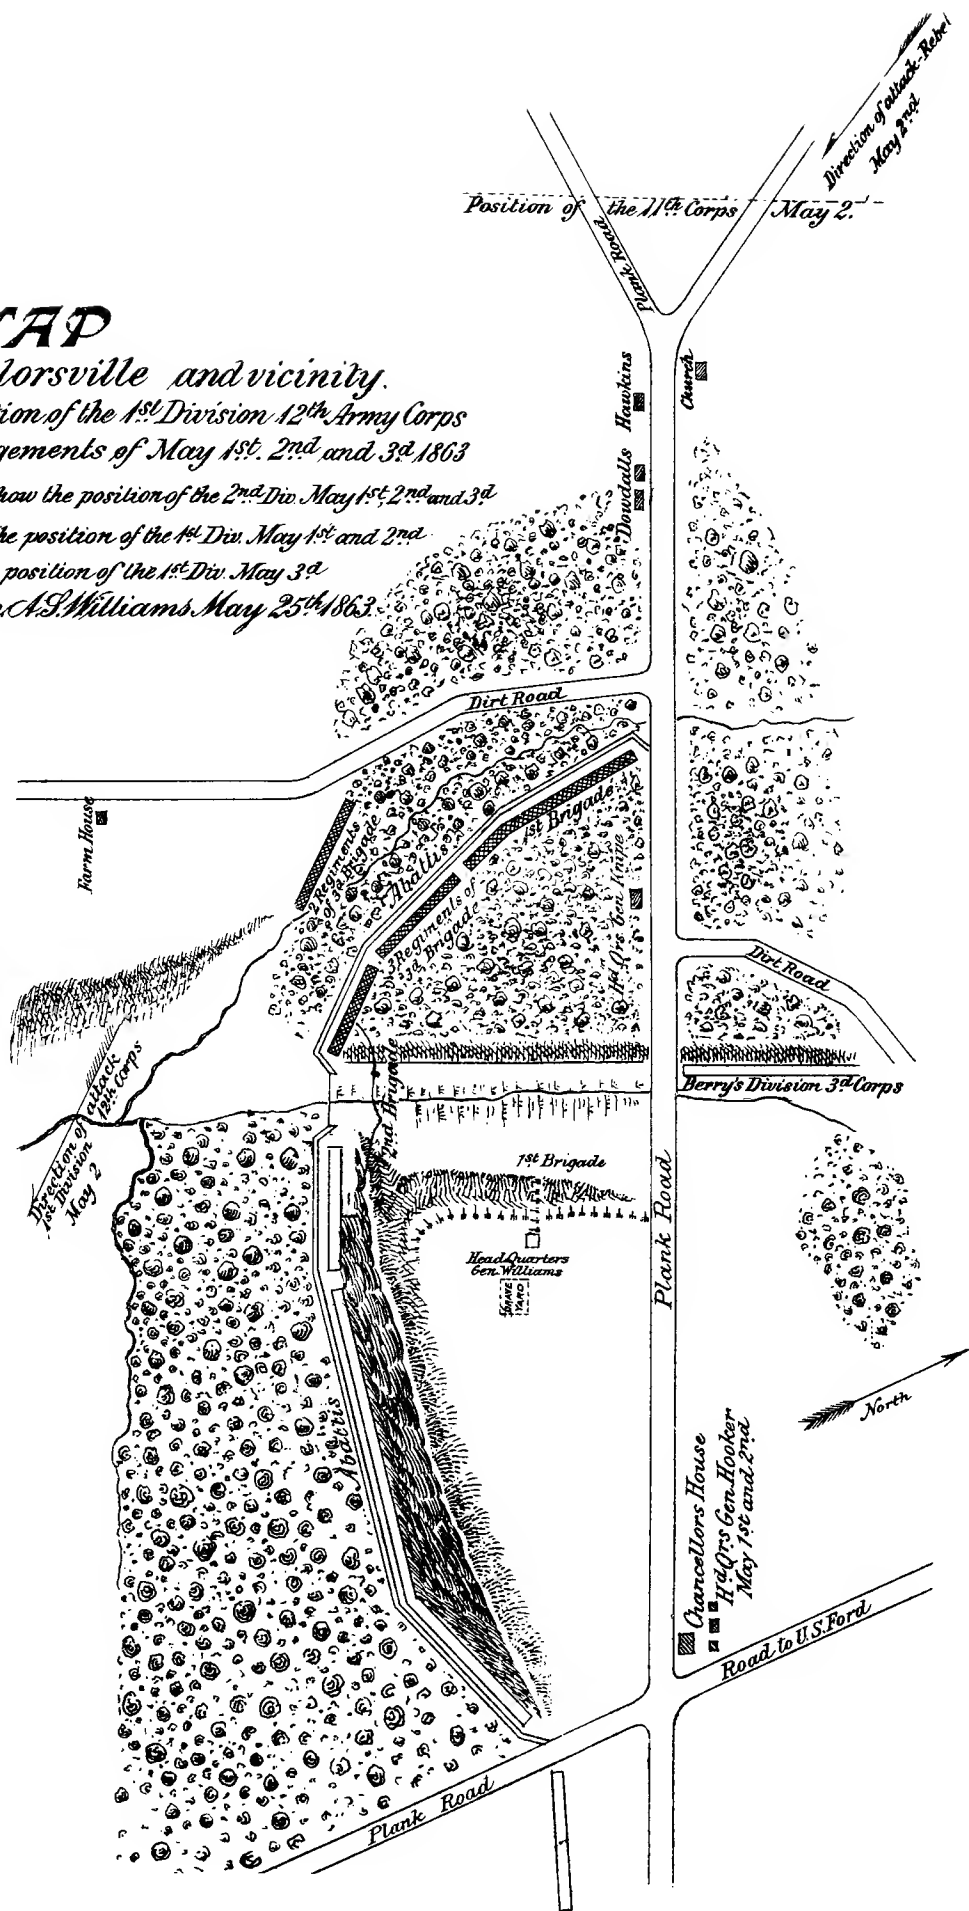 Direction of attack-Rebel
May 2nd
Position of the 11th Corps May 2.
Plank Road
lorsville and vicinity.
tion of the 1st Division 12th Army Corps
gements of May 1st. 2nd and 3d 1863
how the position of the 2nd Div. May 1st, 2nd and 3d
he position of the 1st Div. May 1st and 2nd
position of the 1st Div. May 3d
A.S. Williams. May 25th 1863.
Hawkins
Church
Dowdalls
Dirt Road
Farm House
2 Regiments
of 3d Brigade
Abattis
1st Brigade
3 Regiments of
3d Brigade
Hd Qrs Gen Knipe
Dirt Road
2nd Brigade
Berry's Division 3d Corps
Direction of attack
1st Division 12th Corps
May 2
1st Brigade
Head Quarters
Gen. Williams
GRAVE
YARD
Plank Road
North
Abattis
Chancellors House
Hd Qrs Gen. Hooker
May 1st and 2nd
Road to U.S. Ford
Plank Road